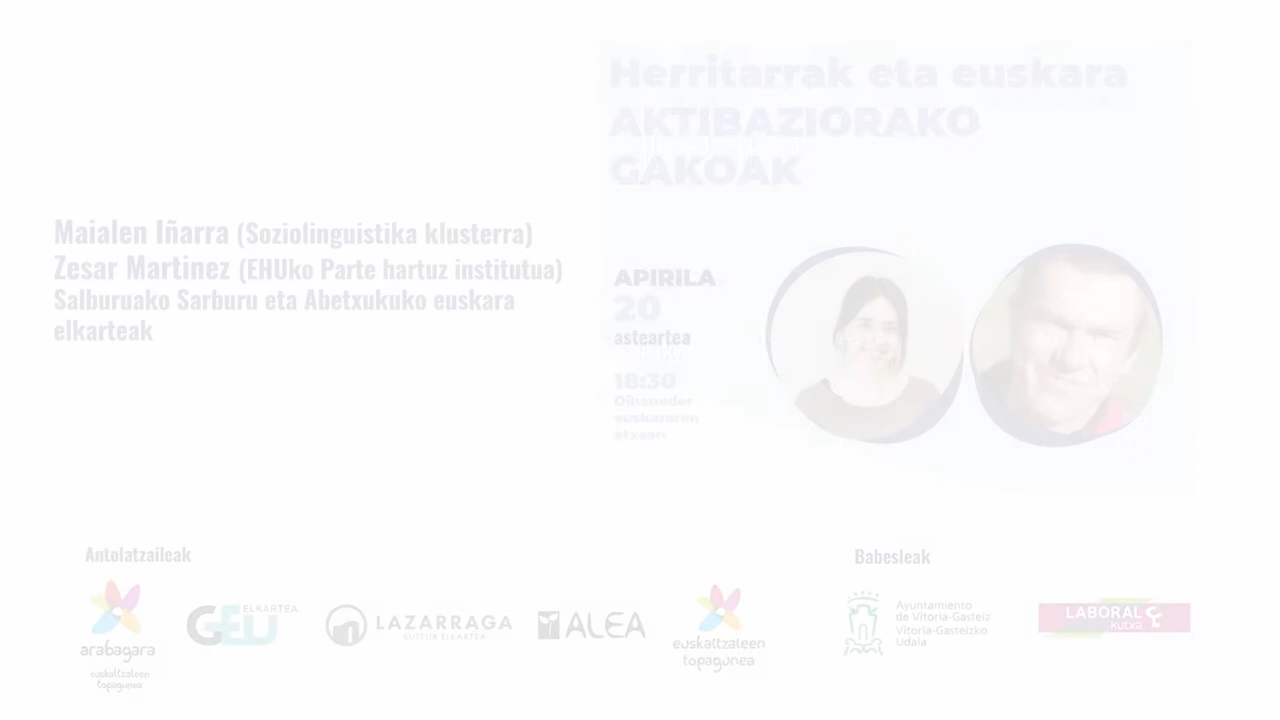 Herritarrak eta euskara
AKTIBAZIORAKO
GAKOAK
Maialen Iñarra (Soziolinguistika klusterra)
Zesar Martinez (EHUko Parte hartuz institutua)
Salburuako Sarburu eta Abetxukuko euskara
elkarteak
APIRILA
20
asteartea
18:30
Oihaneder
euskararen
etxean
Antolatzaileak
Babesleak
arabagara
euskaltzaleen
topagunea
GEU ELKARTEA
LAZARRAGA
KULTUR ELKARTEA
ALEA
euskaltzaleen
topagunea
Ayuntamiento
de Vitoria-Gasteiz
Vitoria-Gasteizko
Udala
LABORAL
kutxa